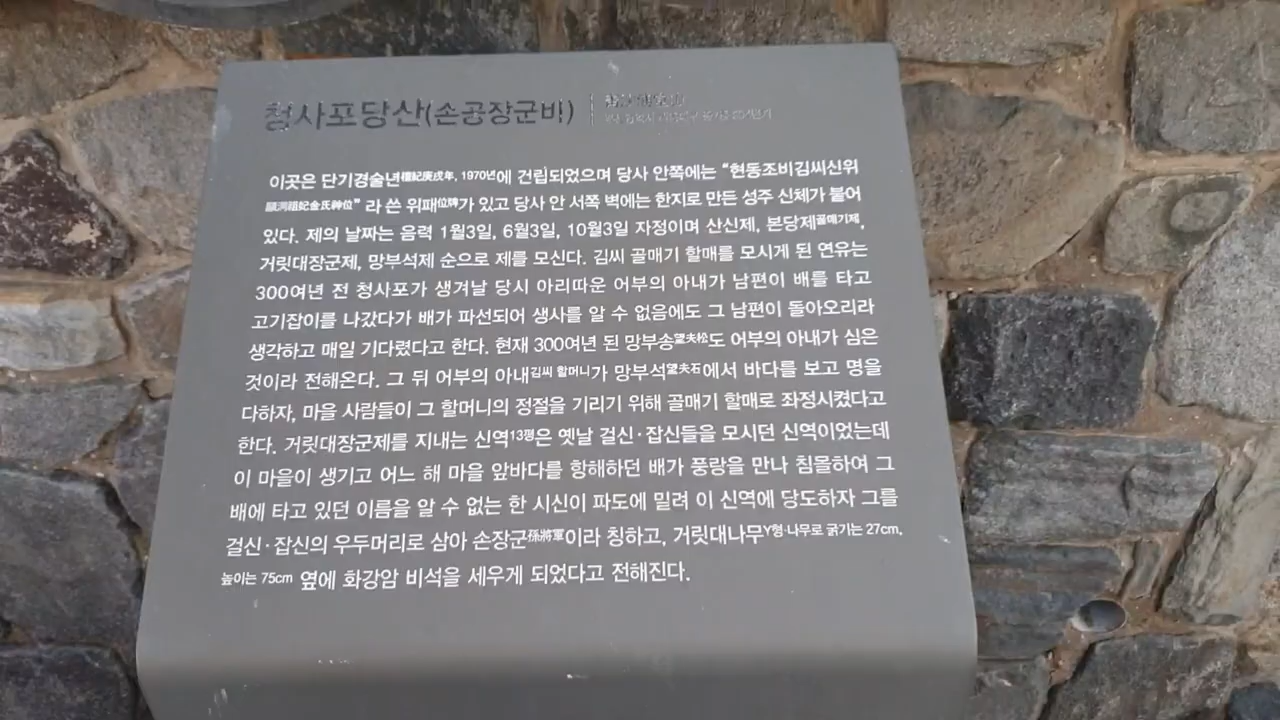 청사포당산(손공장군비)
이곳은 단기경술년檀紀庚戌年, 1970년에 건립되었으며 당사 안쪽에는 “현동조비김씨신위
顯洞祖妣金氏神位” 라 쓴 위패位牌가 있고 당사 안 서쪽 벽에는 한지로 만든 성주 신체가 붙어
있다. 제의 날짜는 음력 1월3일, 6월3일, 10월3일 자정이며 산신제, 본당제골매기제,
거릿대장군제, 망부석제 순으로 제를 모신다. 김씨 골매기 할매를 모시게 된 연유는
300여년 전 청사포가 생겨날 당시 아리따운 어부의 아내가 남편이 배를 타고
고기잡이를 나갔다가 배가 파선되어 생사를 알 수 없음에도 그 남편이 돌아오리라
생각하고 매일 기다렸다고 한다. 현재 300여년 된 망부송望夫松도 어부의 아내가 심은
것이라 전해온다. 그 뒤 어부의 아내김씨 할머니가 망부석望夫石에서 바다를 보고 명을
다하자, 마을 사람들이 그 할머니의 정절을 기리기 위해 골매기 할매로 좌정시켰다고
한다. 거릿대장군제를 지내는 신역13평은 옛날 걸신·잡신들을 모시던 신역이었는데
이 마을이 생기고 어느 해 마을 앞바다를 항해하던 배가 풍랑을 만나 침몰하여 그
배에 타고 있던 이름을 알 수 없는 한 시신이 파도에 밀려 이 신역에 당도하자 그를
걸신·잡신의 우두머리로 삼아 손장군孫將軍이라 칭하고, 거릿대나무Y형·나무로 굵기는 27cm,
높이는 75cm 옆에 화강암 비석을 세우게 되었다고 전해진다.